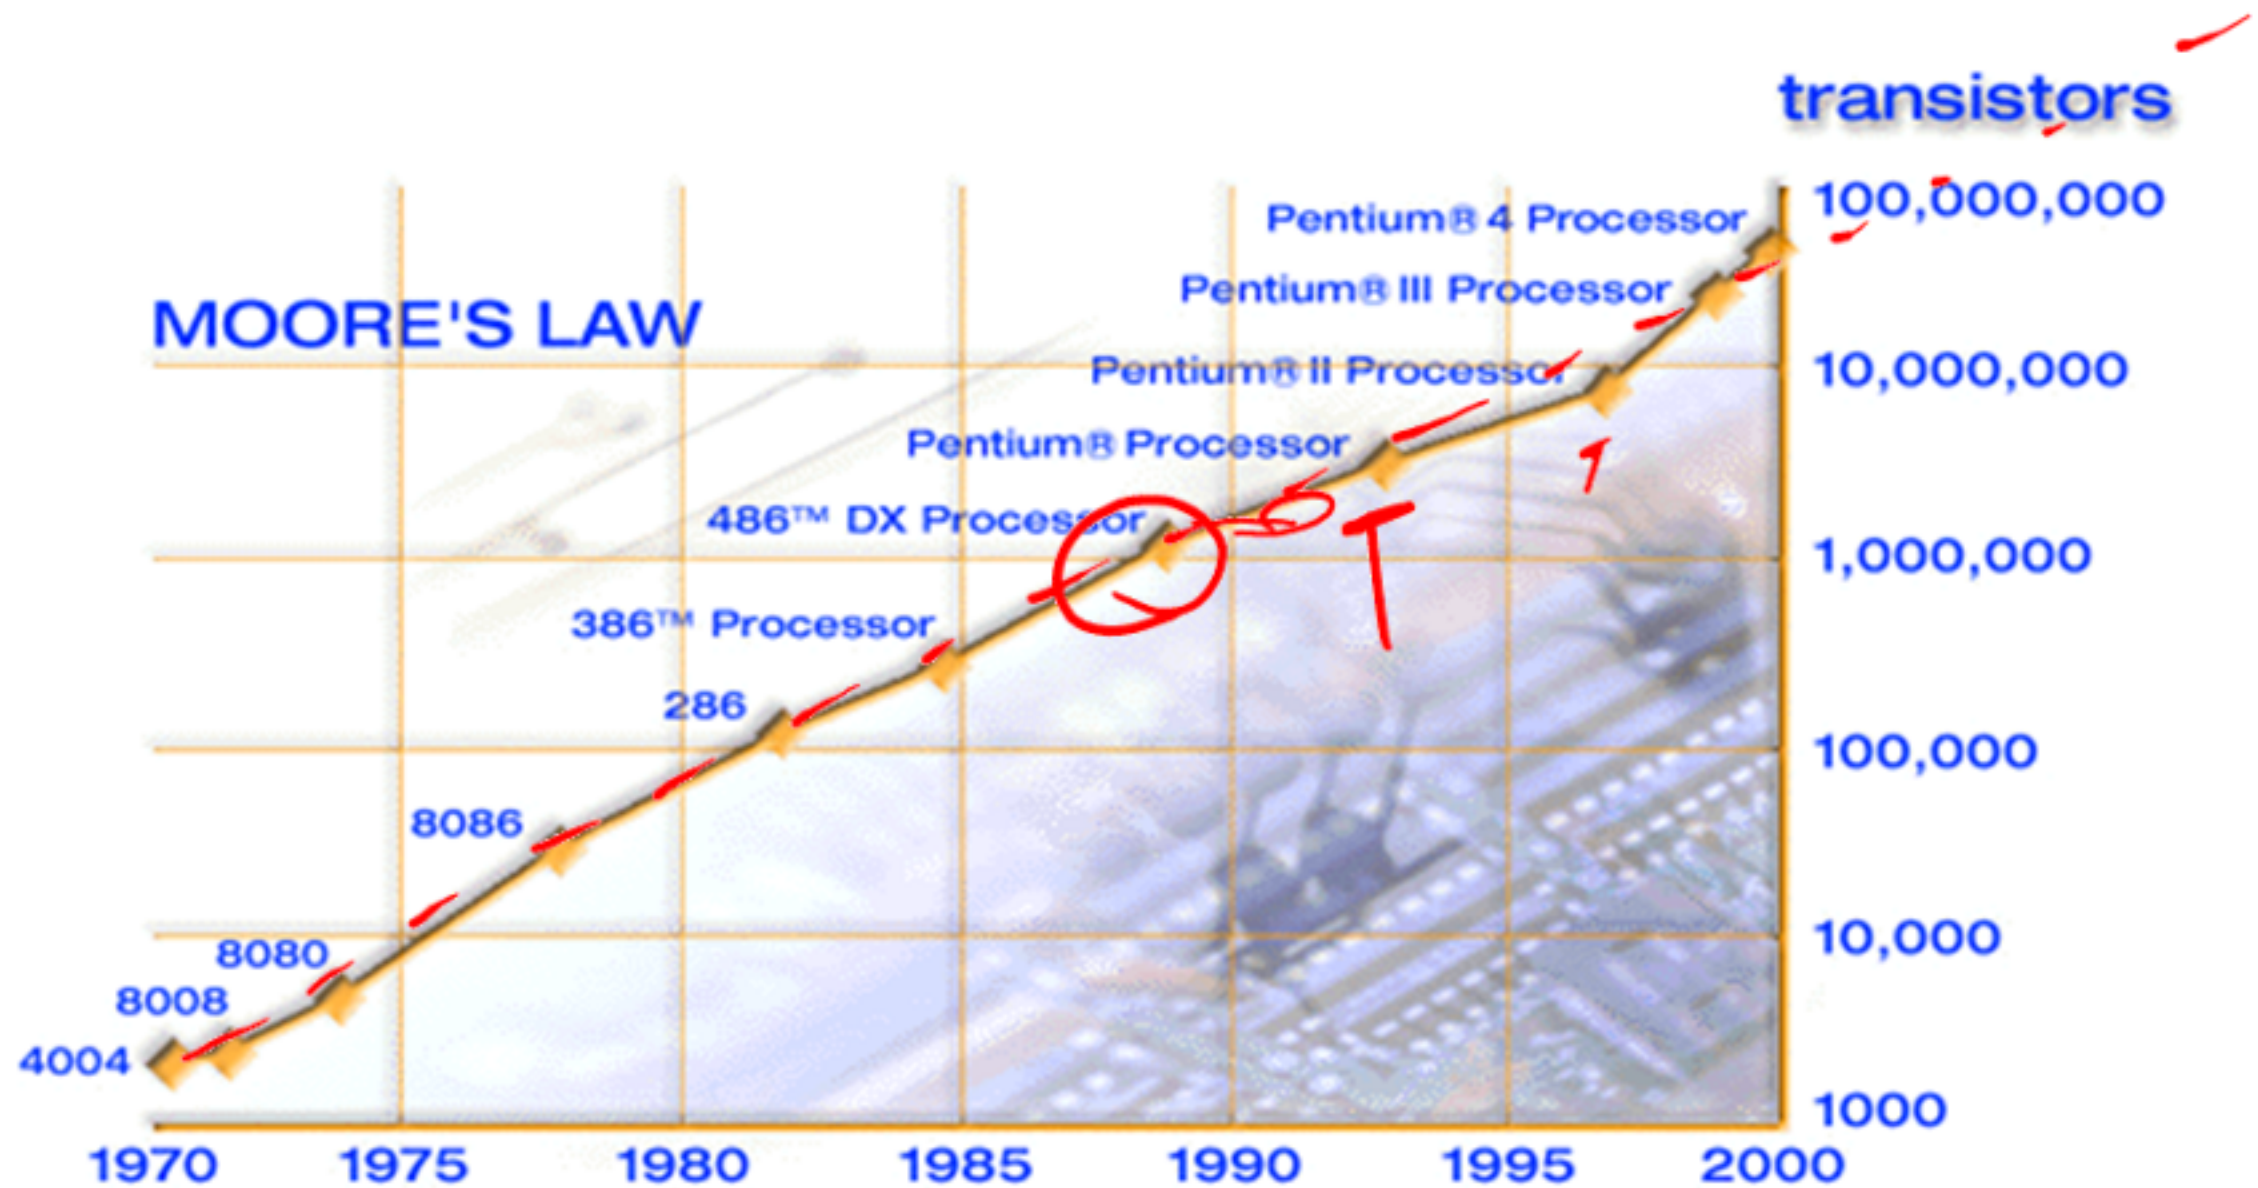 transistors
100,000,000
Pentium® 4 Processor
Pentium® III Processor
MOORE'S LAW
Pentium® II Processor
10,000,000
Pentium® Processor
486™ DX Processor
1,000,000
386™ Processor
286
100,000
8086
8080
10,000
8008
4004
1000
1970 1975 1980 1985 1990 1995 2000